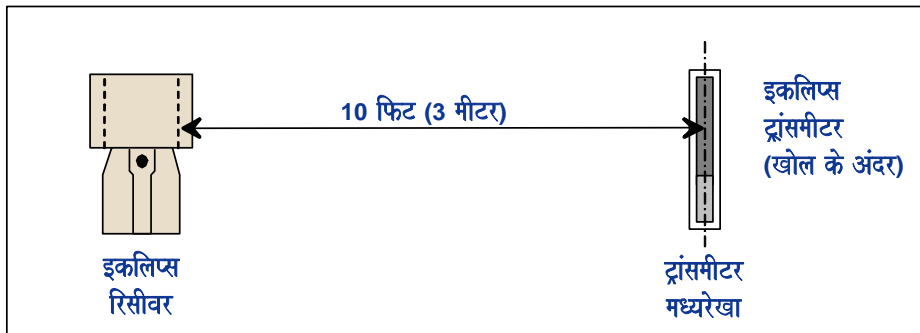 10 फिट (3 मीटर)
इकलिप्स
ट्रांसमीटर
(खोल के अंदर)
इकलिप्स
रिसीवर
ट्रांसमीटर
मध्यरेखा